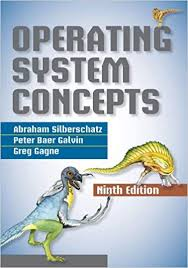 OPERATING
SYSTEM
CONCEPTS
Abraham Silberschatz
Peter Baer Galvin
Greg Gagne
Ninth Edition